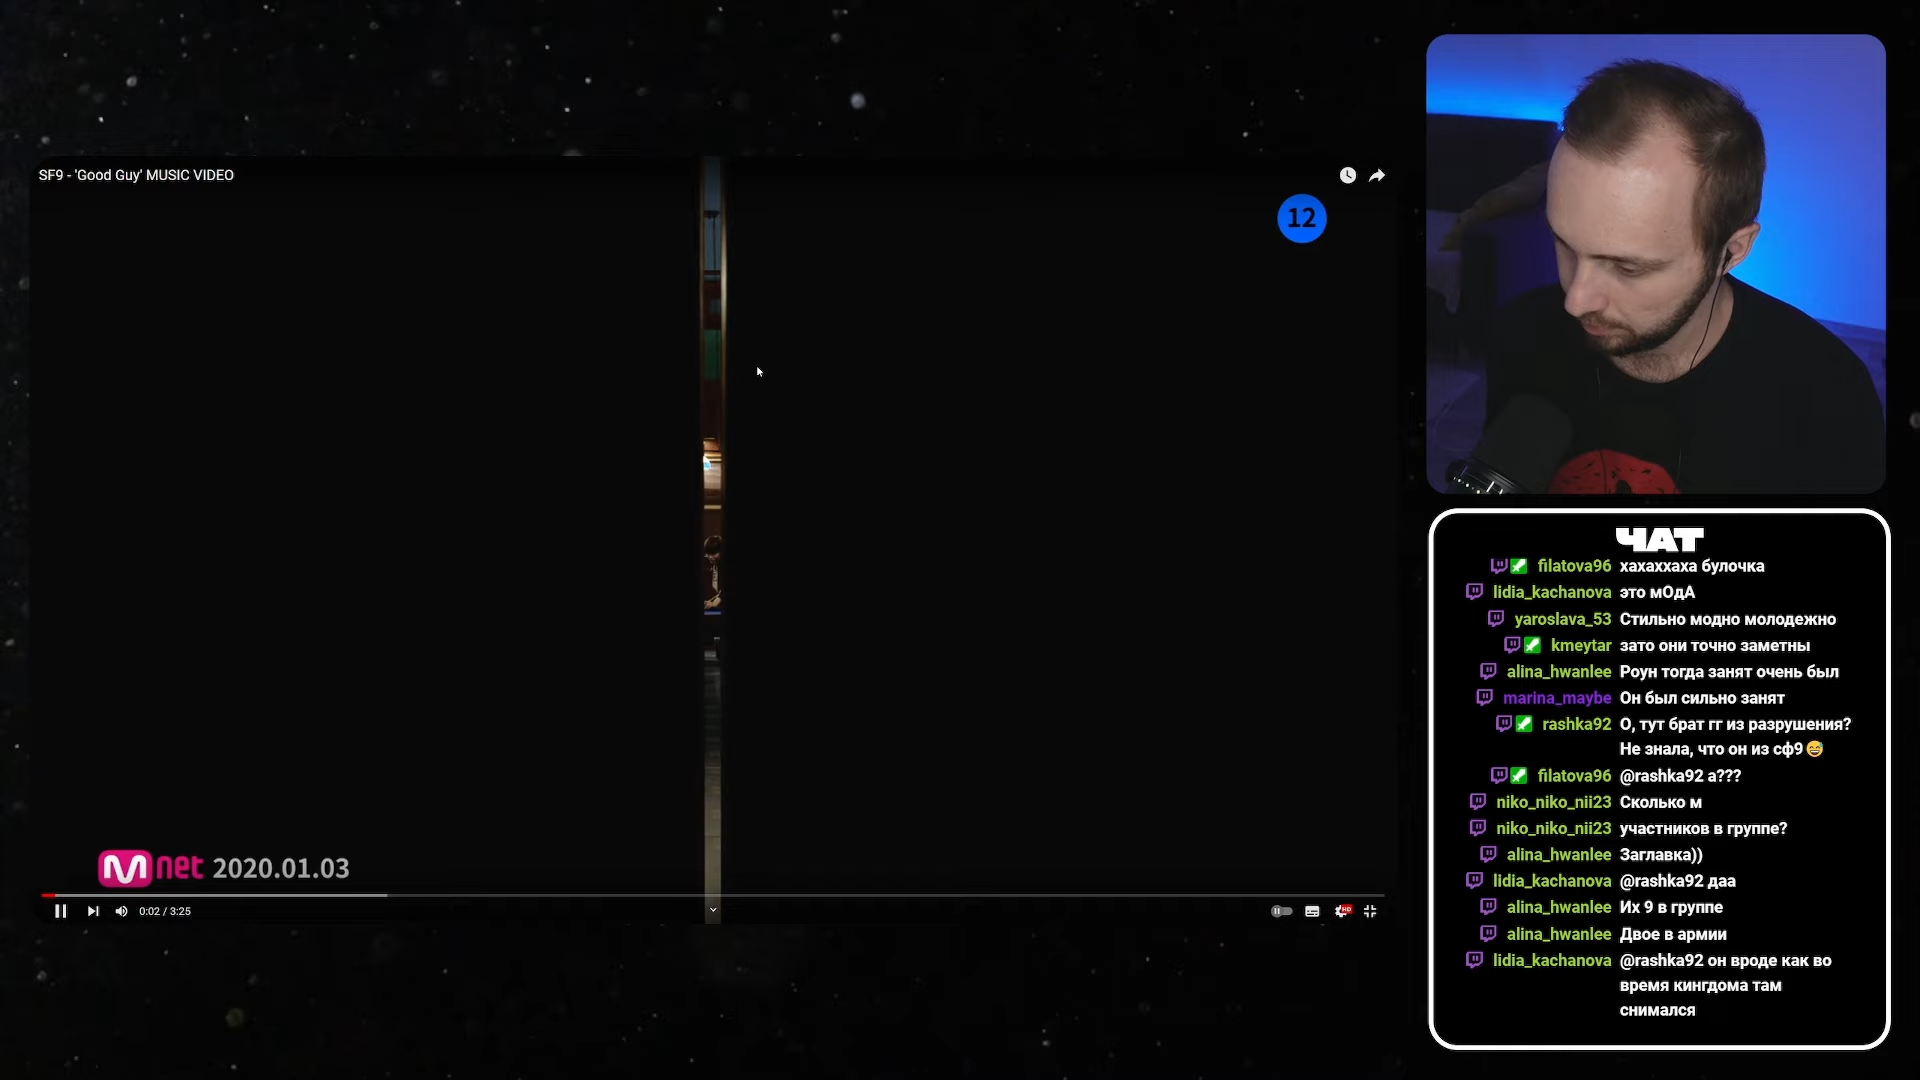 SF9 - 'Good Guy' MUSIC VIDEO
12
Mnet 2020.01.03
0:02 / 3:25
HD
ЧАТ
filatova96 хахаххаха булочка
lidia_kachanova это мОдА
yaroslava_53 Стильно модно молодежно
kmeytar зато они точно заметны
alina_hwanlee Роун тогда занят очень был
marina_maybe Он был сильно занят
rashka92 О, тут брат гг из разрушения?
Не знала, что он из сф9😅
filatova96 @rashka92 а???
niko_niko_nii23 Сколько м
niko_niko_nii23 участников в группе?
alina_hwanlee Заглавка))
lidia_kachanova @rashka92 даа
alina_hwanlee Их 9 в группе
alina_hwanlee Двое в армии
lidia_kachanova @rashka92 он вроде как во
время кингдома там
снимался